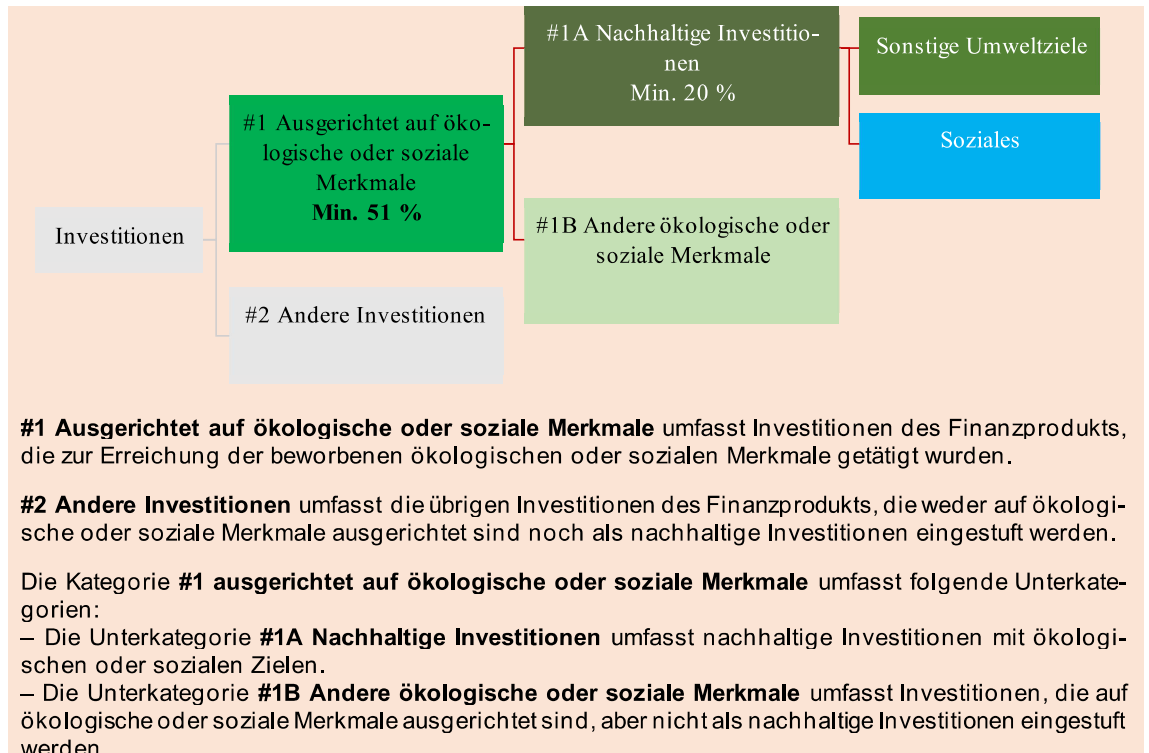 #1A Nachhaltige Investitio-
nen
Min. 20 %
Sonstige Umweltziele
#1 Ausgerichtet auf öko-
logische oder soziale
Merkmale
Min. 51 %
Soziales
Investitionen
#1B Andere ökologische oder
soziale Merkmale
#2 Andere Investitionen
#1 Ausgerichtet auf ökologische oder soziale Merkmale umfasst Investitionen des Finanzprodukts,
die zur Erreichung der beworbenen ökologischen oder sozialen Merkmale getätigt wurden.
#2 Andere Investitionen umfasst die übrigen Investitionen des Finanzprodukts, die weder auf ökologi-
sche oder soziale Merkmale ausgerichtet sind noch als nachhaltige Investitionen eingestuft werden.
Die Kategorie #1 ausgerichtet auf ökologische oder soziale Merkmale umfasst folgende Unterkate-
gorien:
– Die Unterkategorie #1A Nachhaltige Investitionen umfasst nachhaltige Investitionen mit ökologi-
schen oder sozialen Zielen.
– Die Unterkategorie #1B Andere ökologische oder soziale Merkmale umfasst Investitionen, die auf
ökologische oder soziale Merkmale ausgerichtet sind, aber nicht als nachhaltige Investitionen eingestuft
werden